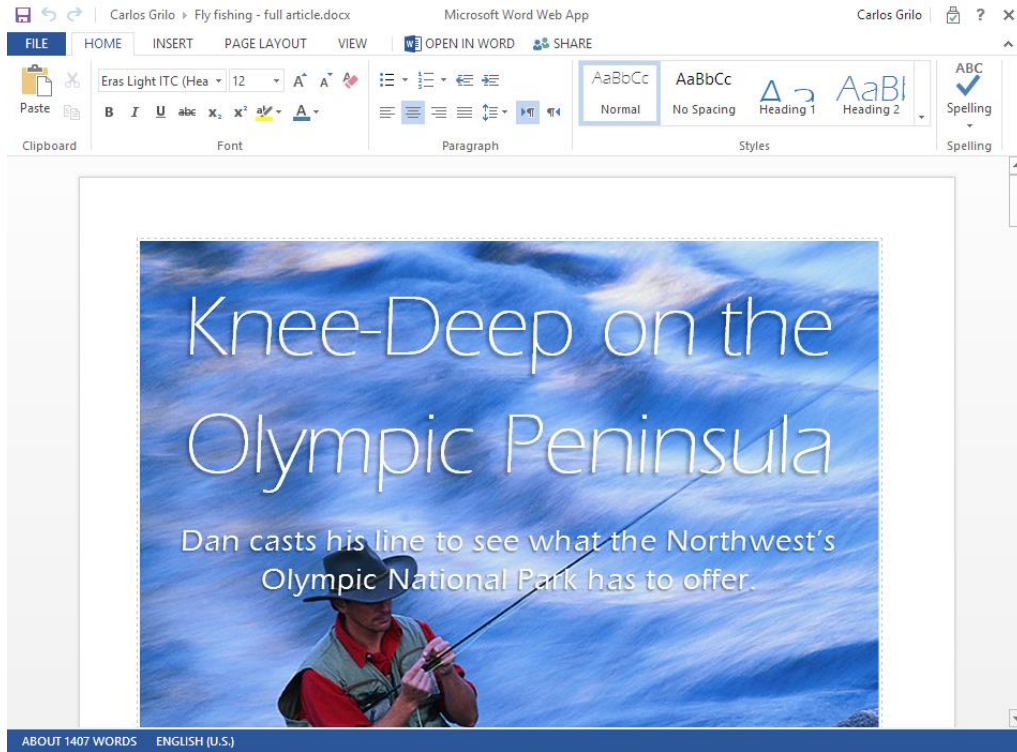 Carlos Grilo ▸ Fly fishing - full article.docx Microsoft Word Web App Carlos Grilo ? ×
FILE HOME INSERT PAGE LAYOUT VIEW OPEN IN WORD SHARE
Eras Light ITC (Hea 12 A A ABC
AaBbCc AaBbCc AaBl
Paste B I U abc x₂ x² aby A Normal No Spacing Heading 1 Heading 2 Spelling
Clipboard Font Paragraph Styles Spelling
Knee-Deep on the
Olympic Peninsula
Dan casts his line to see what the Northwest's
Olympic National Park has to offer.
ABOUT 1407 WORDS ENGLISH (U.S.)